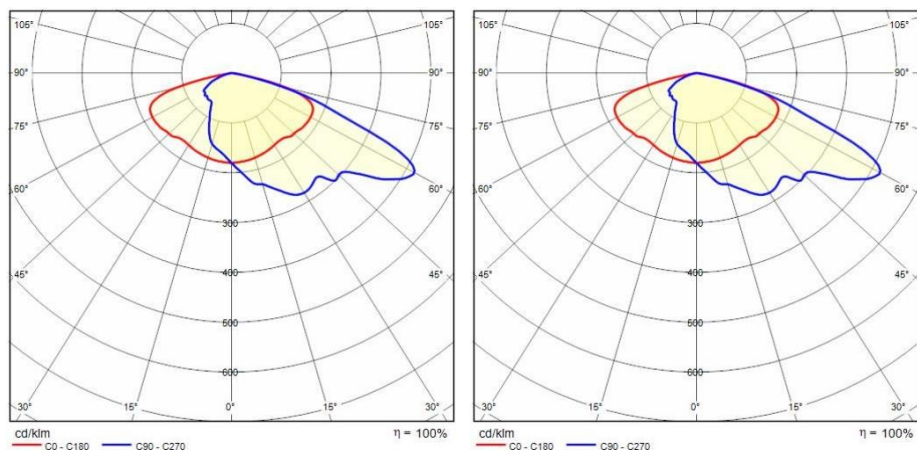 105° 105° 105° 105°
90° 90° 90° 90°
75° 75° 75° 75°
60° 60° 60° 60°
300 300
45° 45° 45° 45°
400 400
500 500
600 600
30° 15° 0° 15° 30° 30° 15° 0° 15° 30°
cd/klm η = 100% cd/klm η = 100%
C0 - C180 C90 - C270 C0 - C180 C90 - C270